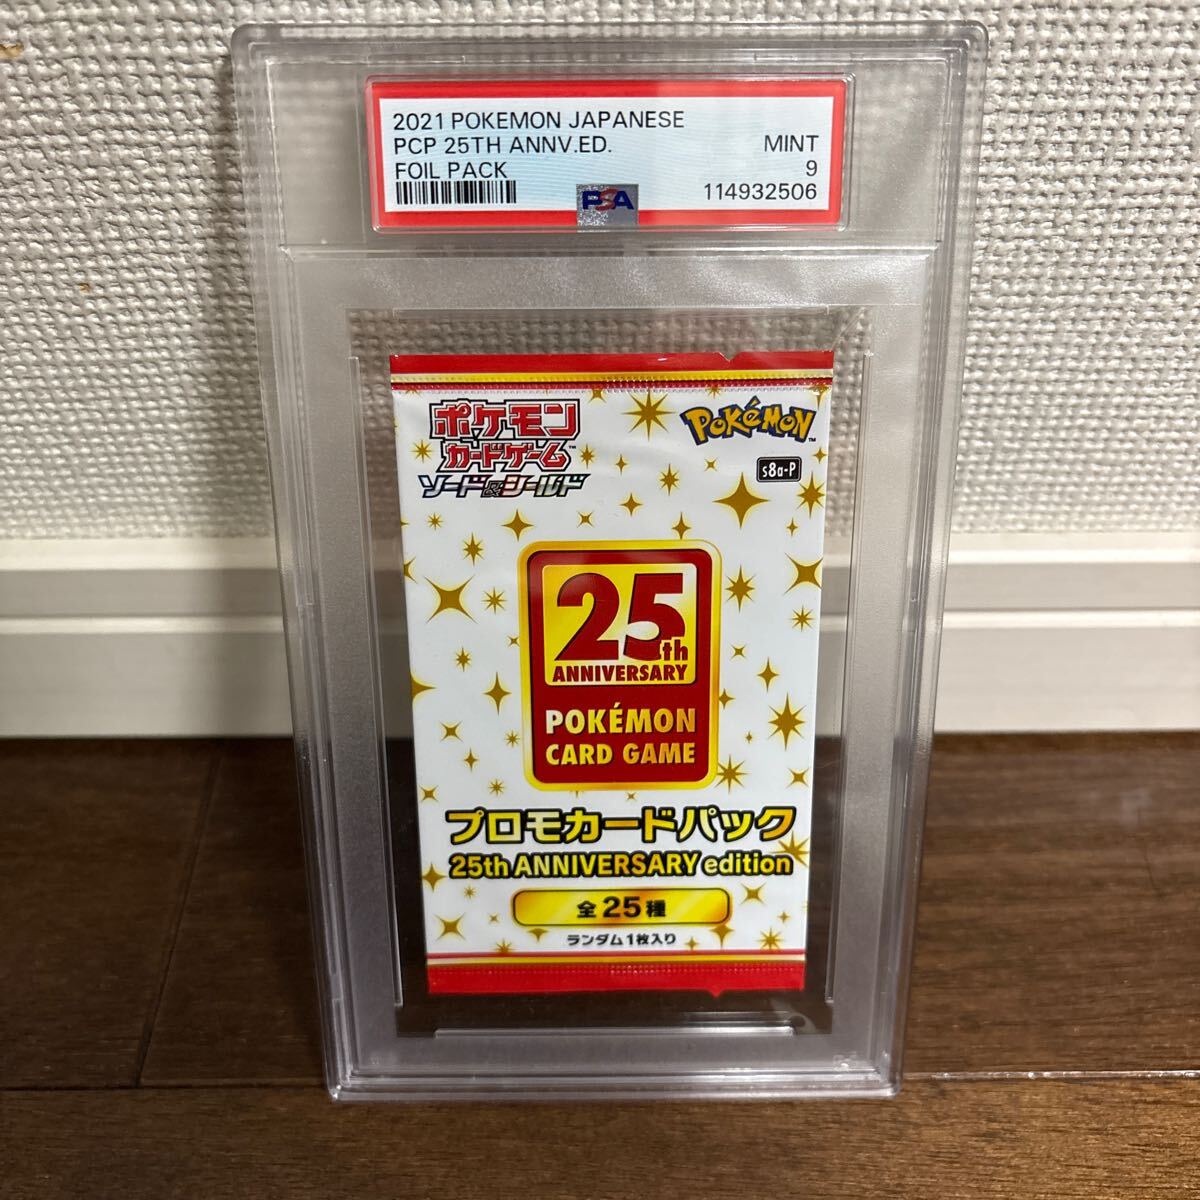 2021 POKEMON JAPANESE
PCP 25TH ANNV.ED. MINT
FOIL PACK 9
114932506
PSA
ポケモン
カードゲーム™
ソード&シールド
POKéMON™
s8a-P
25th
ANNIVERSARY
POKÉMON
CARD GAME
プロモカードパック
25th ANNIVERSARY edition
全25種
ランダム1枚入り